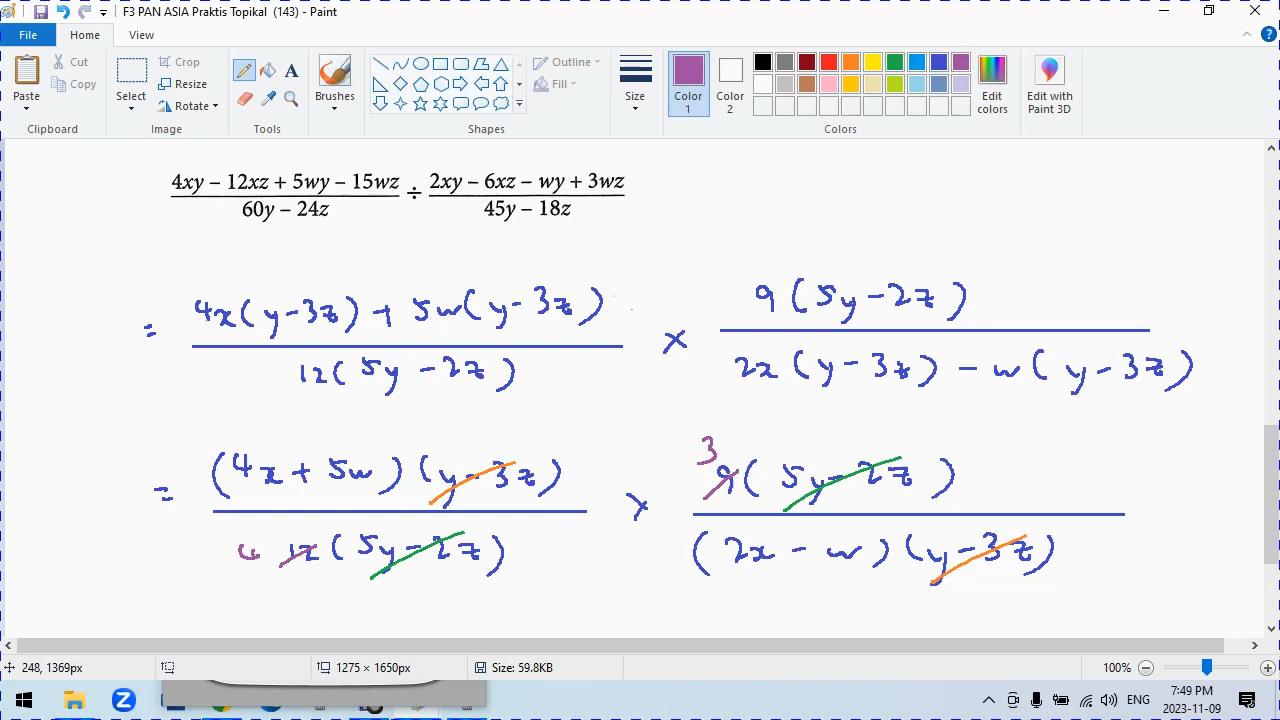 F3 PAN ASIA Praktis Topikal (143) - Paint
File Home View
Paste Cut Copy Clipboard
Select Crop Resize Rotate Image
Tools
Brushes
Shapes Outline Fill
Size
Color 1 Color 2 Colors
Edit colors
Edit with Paint 3D
4xy – 12xz + 5wy – 15wz / 60y – 24z ÷ 2xy – 6xz – wy + 3wz / 45y – 18z
= 4x(y-3z) + 5w(y-3z) / 12(5y-2z) × 9(5y-2z) / 2x(y-3z) - w(y-3z)
= (4x+5w)(y-3z) / 4 12(5y-2z) × 3 9(5y-2z) / (2x-w)(y-3z)
248, 1369px 1275 × 1650px Size: 59.8KB 100%
ENG 7:49 PM
2023-11-09